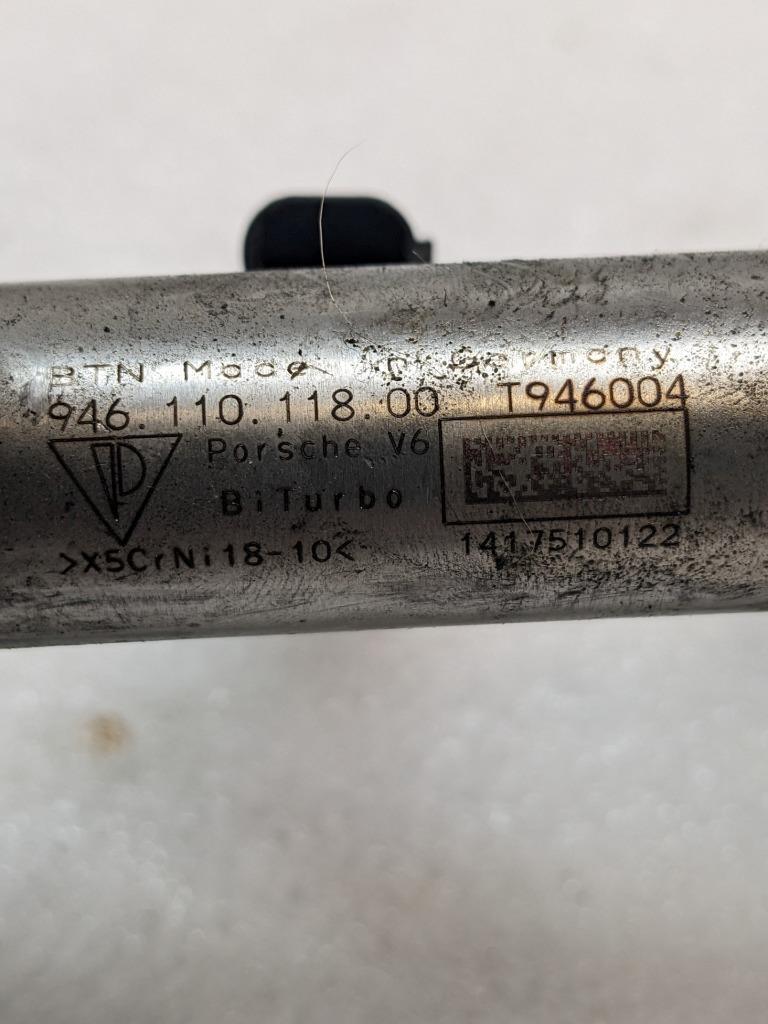 BTN Made in Germany
946.110.118.00 T946004
Porsche V6
BiTurbo
>X5CrNi18-10<
1417510122